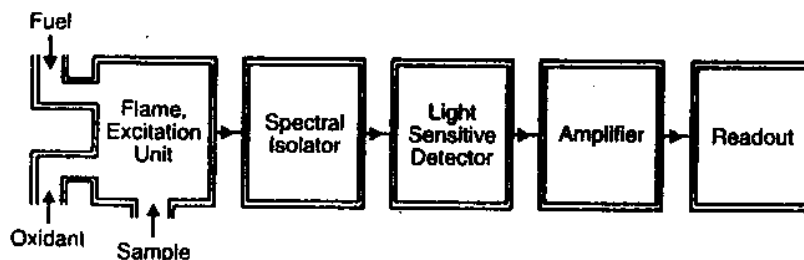 Fuel
Flame,
Excitation
Unit
Spectral
Isolator
Light
Sensitive
Detector
Amplifier
Readout
Oxidant
Sample